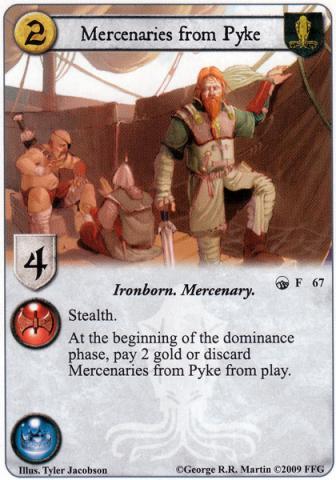 2 Mercenaries from Pyke
4
Ironborn. Mercenary. F 67
Stealth.
At the beginning of the dominance
phase, pay 2 gold or discard
Mercenaries from Pyke from play.
Illus. Tyler Jacobson ©George R.R. Martin ©2009 FFG